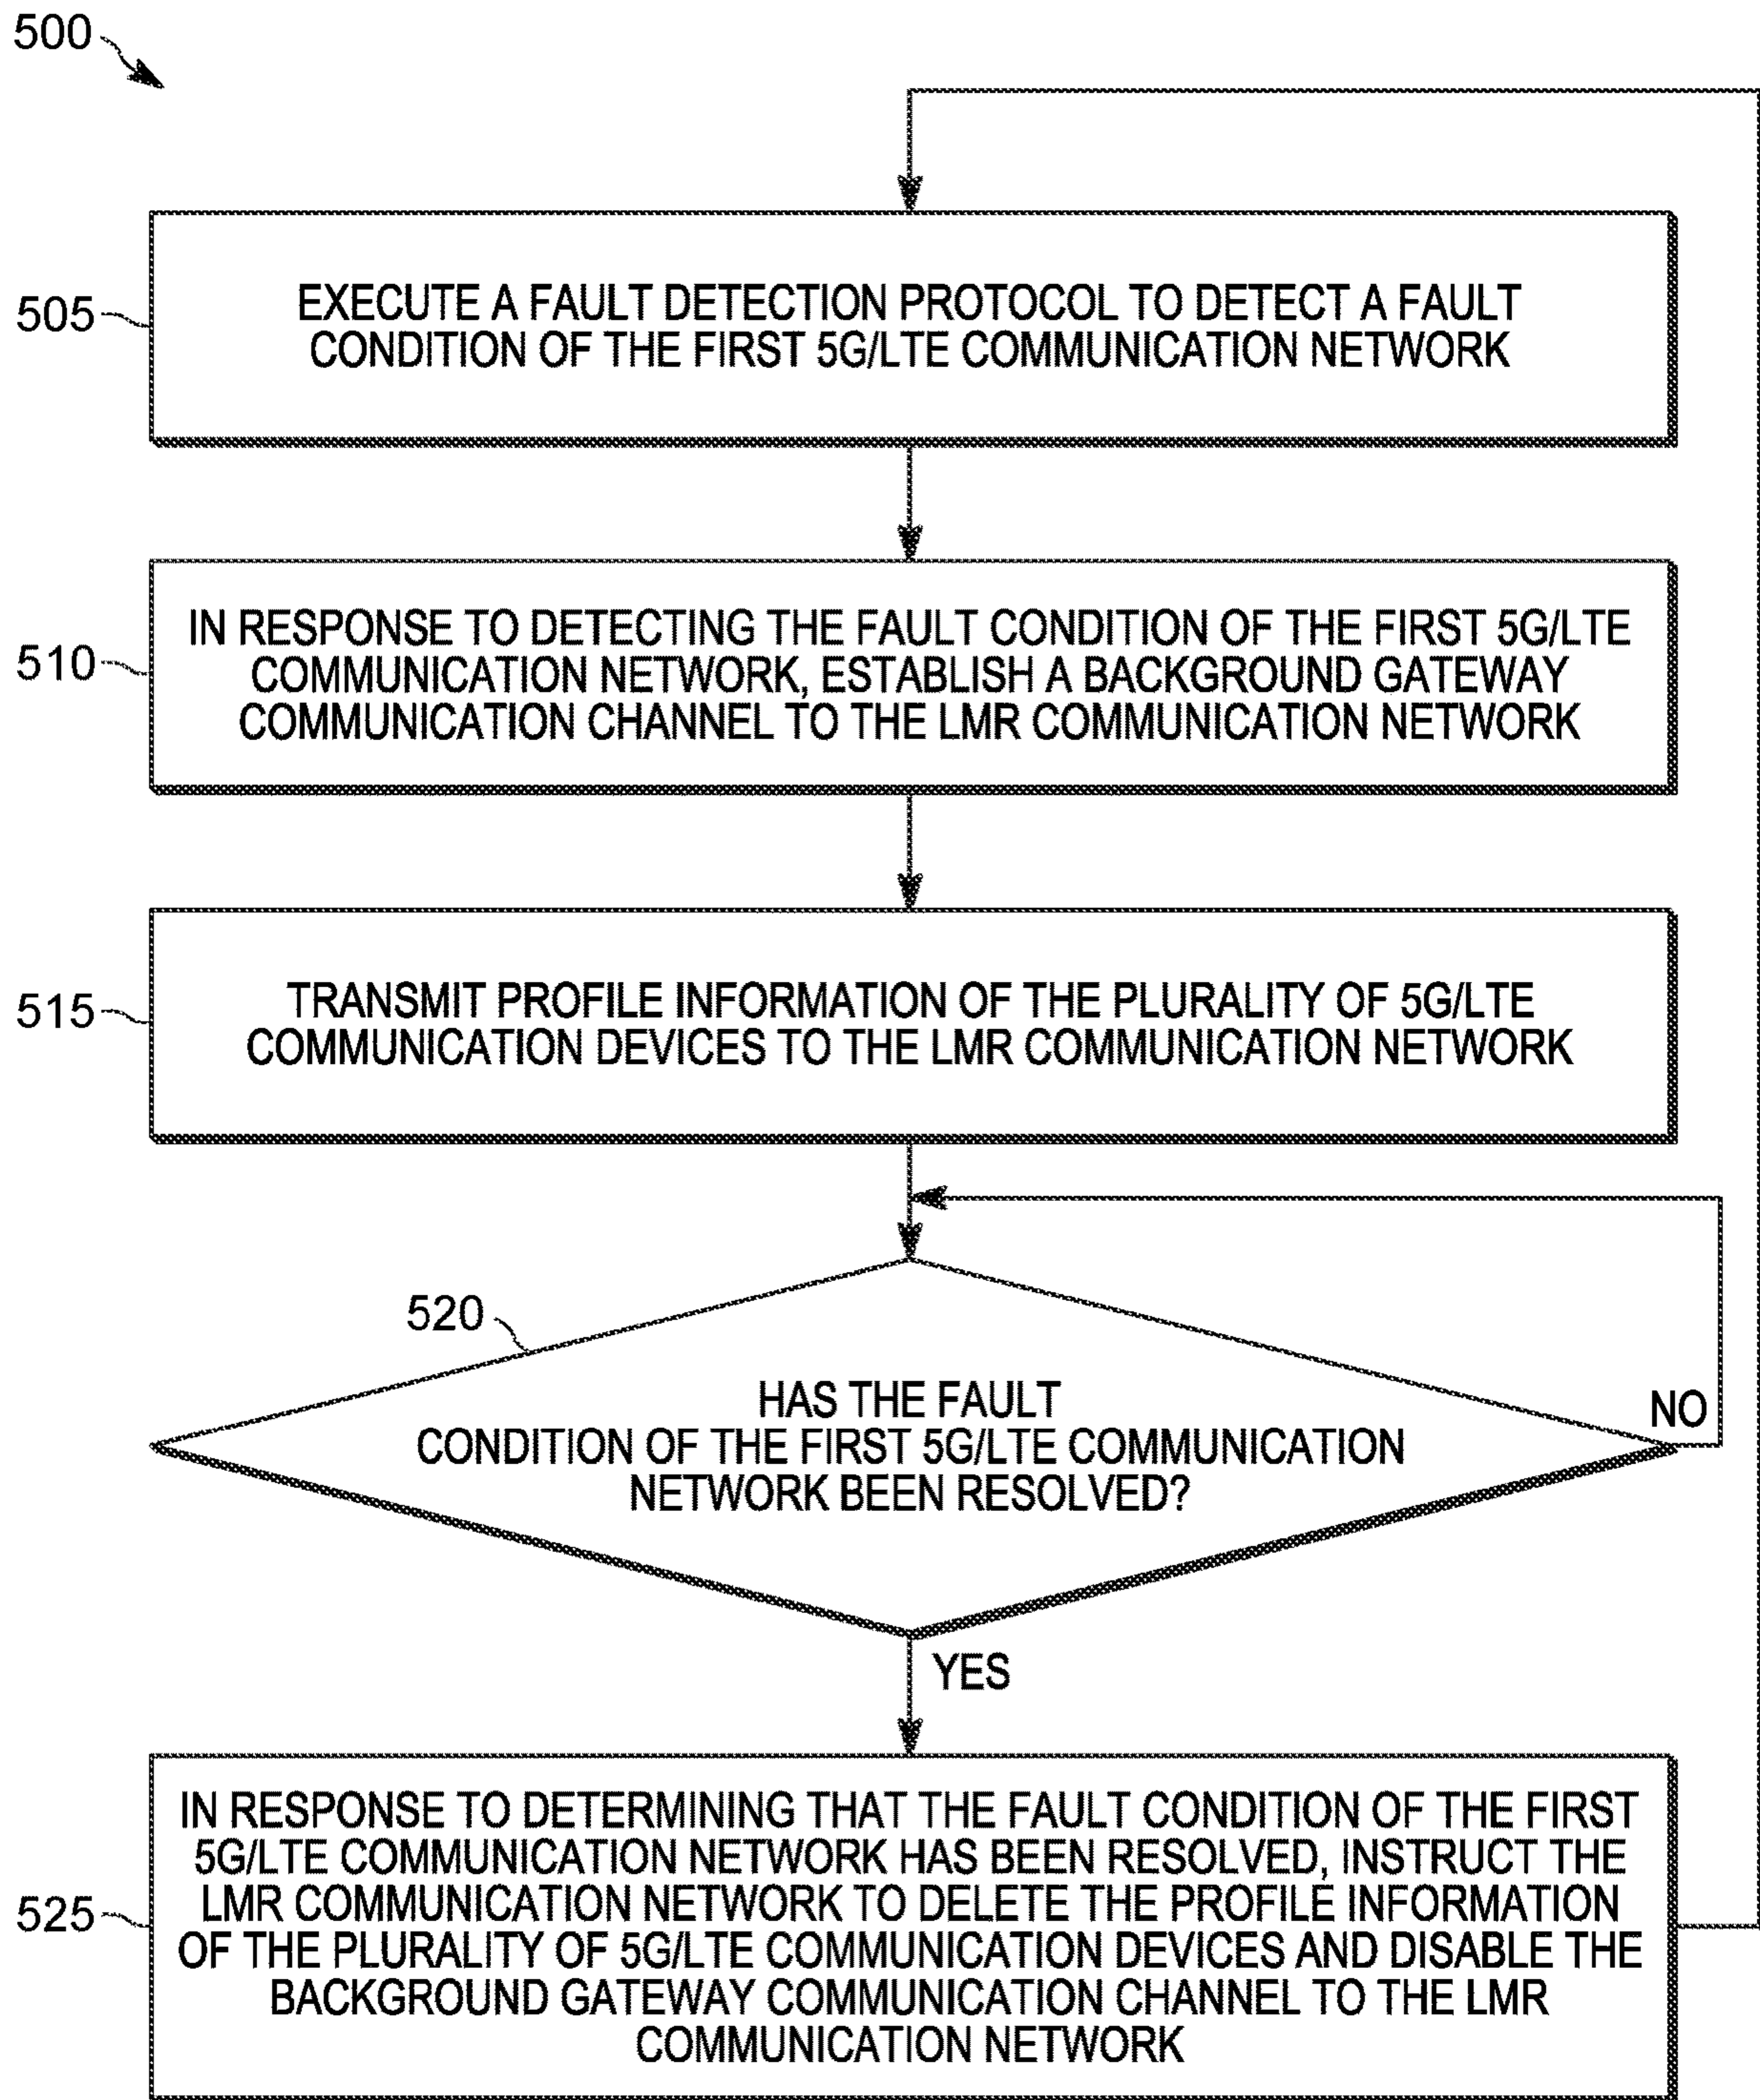 500
505
EXECUTE A FAULT DETECTION PROTOCOL TO DETECT A FAULT
CONDITION OF THE FIRST 5G/LTE COMMUNICATION NETWORK
510
IN RESPONSE TO DETECTING THE FAULT CONDITION OF THE FIRST 5G/LTE
COMMUNICATION NETWORK, ESTABLISH A BACKGROUND GATEWAY
COMMUNICATION CHANNEL TO THE LMR COMMUNICATION NETWORK
515
TRANSMIT PROFILE INFORMATION OF THE PLURALITY OF 5G/LTE
COMMUNICATION DEVICES TO THE LMR COMMUNICATION NETWORK
520
HAS THE FAULT
CONDITION OF THE FIRST 5G/LTE COMMUNICATION
NETWORK BEEN RESOLVED?
NO
YES
525
IN RESPONSE TO DETERMINING THAT THE FAULT CONDITION OF THE FIRST
5G/LTE COMMUNICATION NETWORK HAS BEEN RESOLVED, INSTRUCT THE
LMR COMMUNICATION NETWORK TO DELETE THE PROFILE INFORMATION
OF THE PLURALITY OF 5G/LTE COMMUNICATION DEVICES AND DISABLE THE
BACKGROUND GATEWAY COMMUNICATION CHANNEL TO THE LMR
COMMUNICATION NETWORK